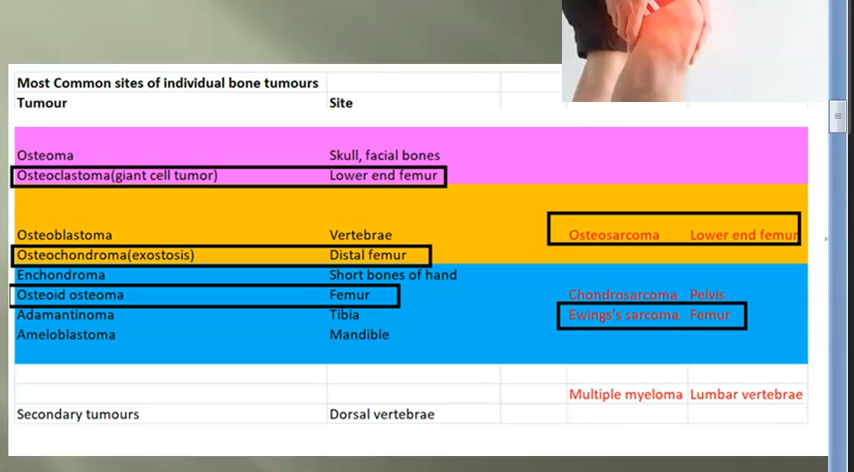 Most Common sites of individual bone tumours
Tumour Site
Osteoma Skull, facial bones
Osteoclastoma(giant cell tumor) Lower end femur
Osteoblastoma Vertebrae Osteosarcoma Lower end femur
Osteochondroma(exostosis) Distal femur
Enchondroma Short bones of hand
Osteoid osteoma Femur Chondrosarcoma Pelvis
Adamantinoma Tibia Ewings's sarcoma Femur
Ameloblastoma Mandible
Multiple myeloma Lumbar vertebrae
Secondary tumours Dorsal vertebrae